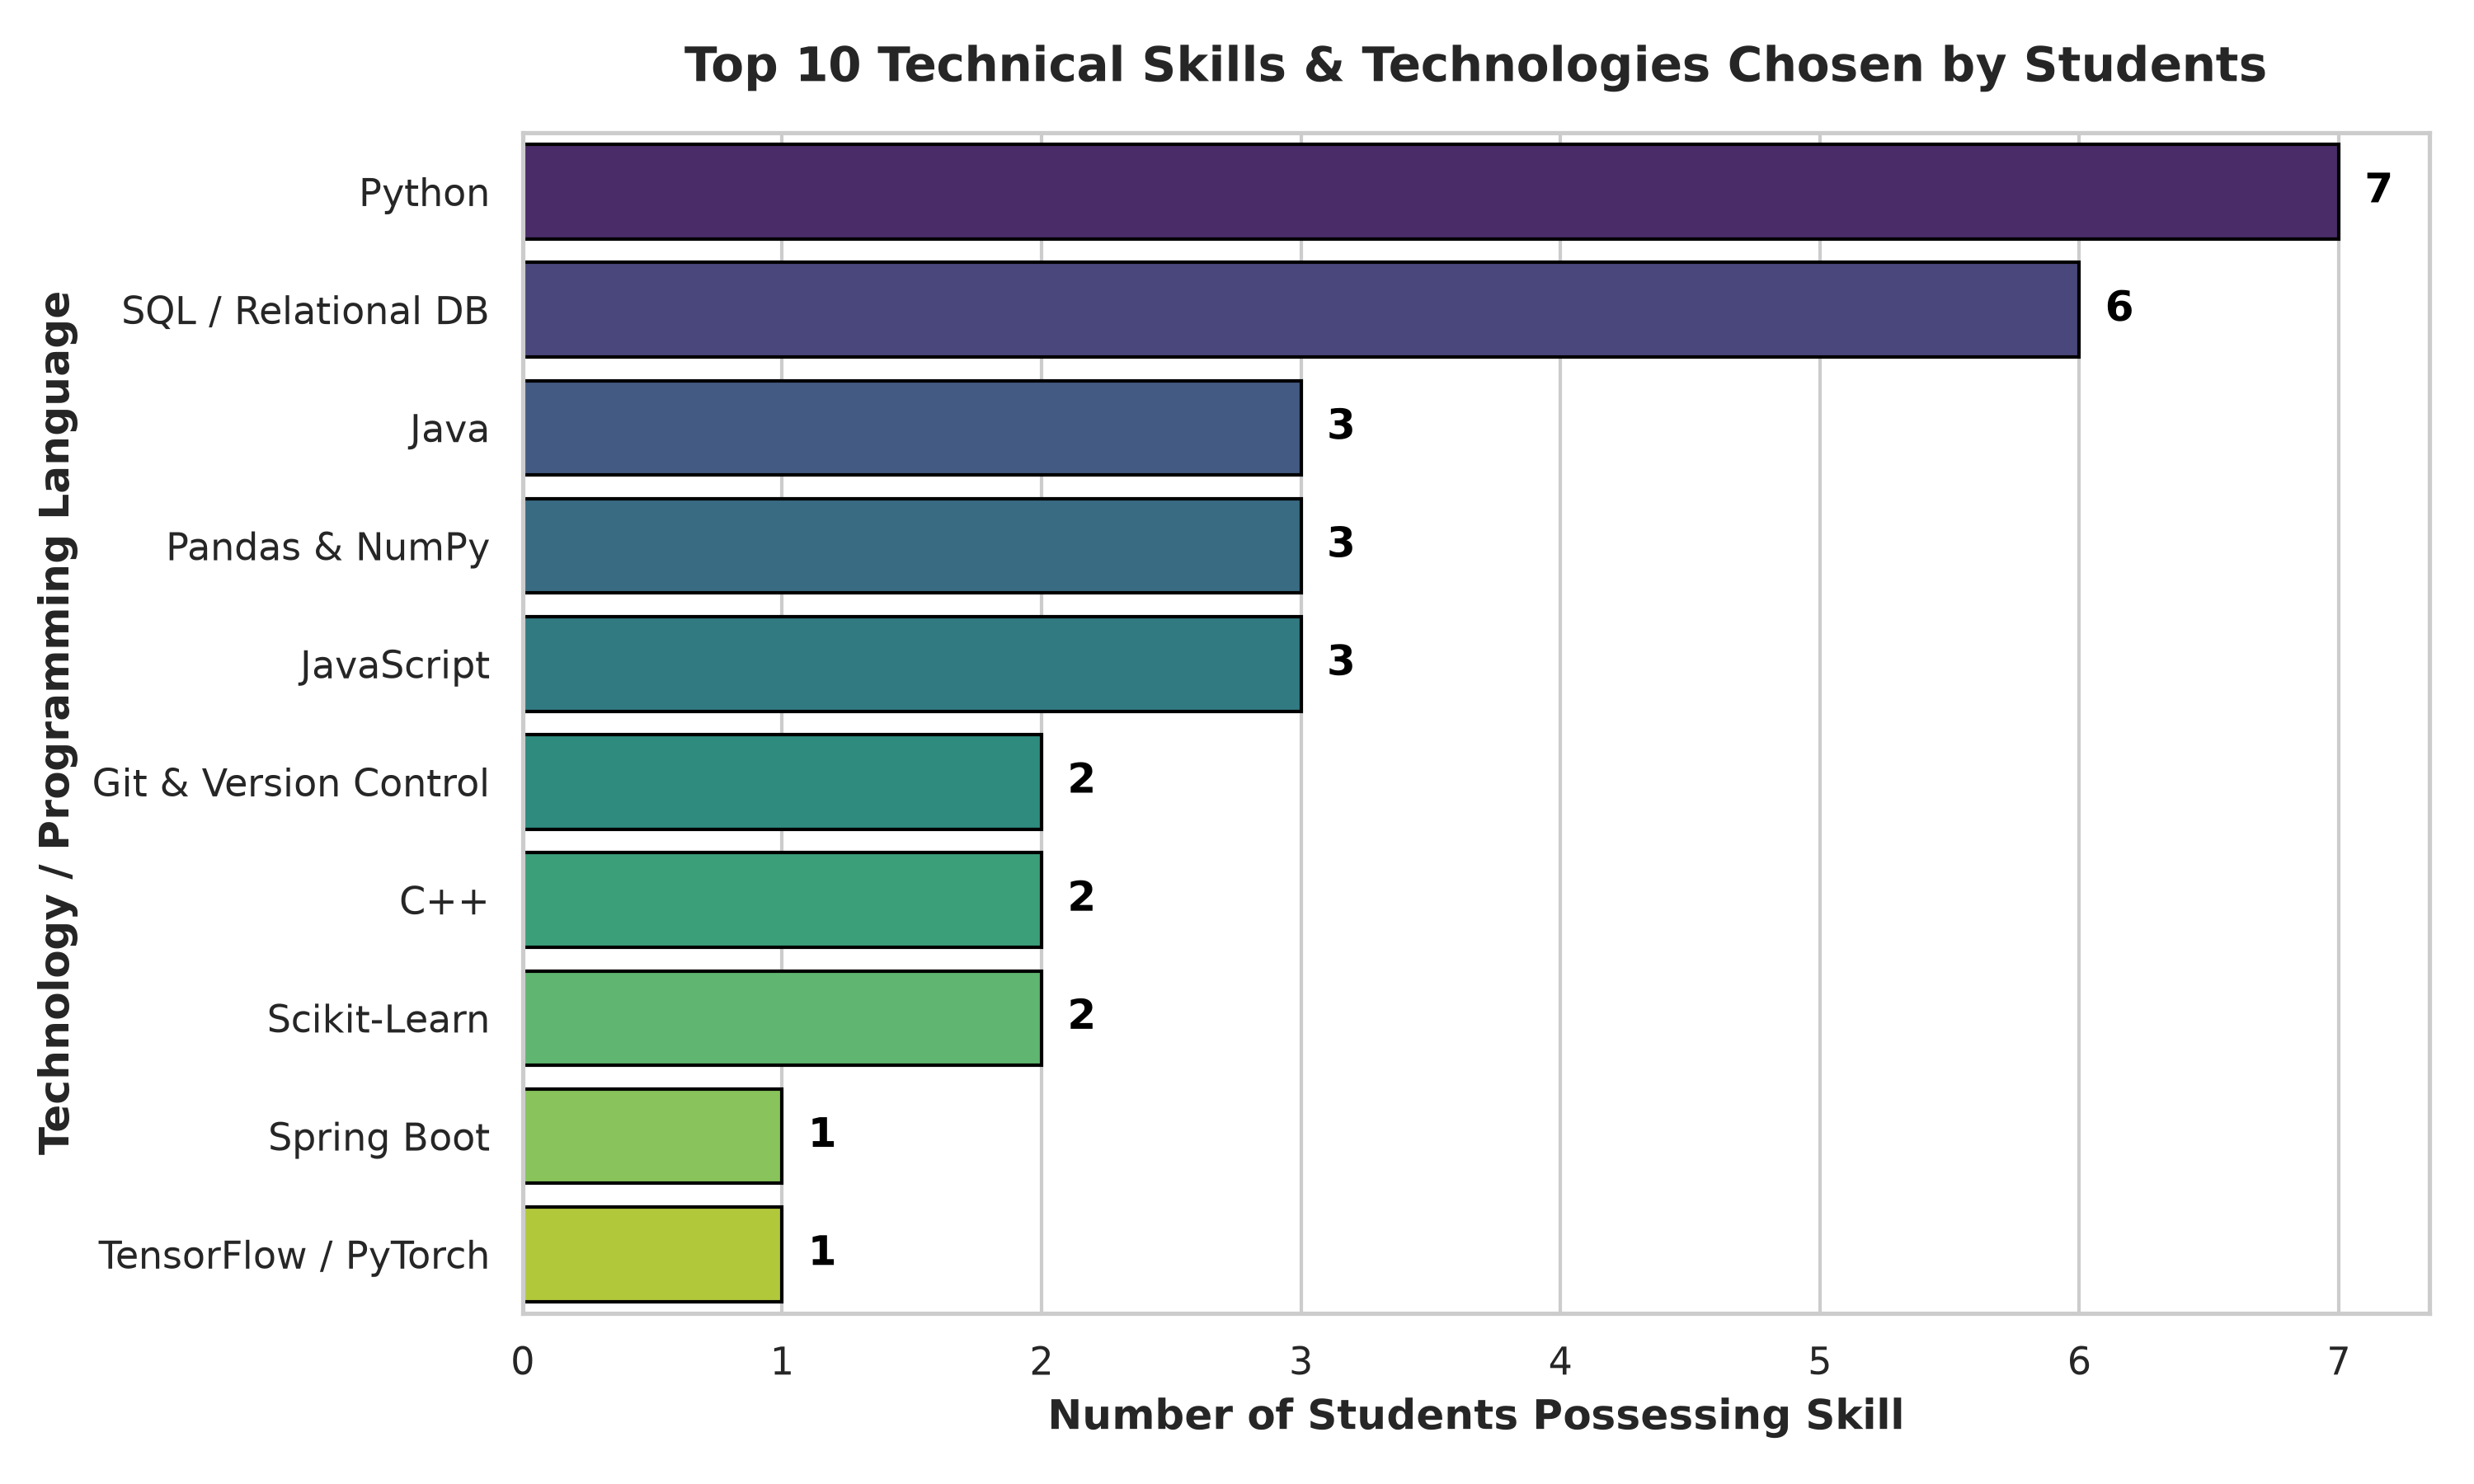 Top 10 Technical Skills & Technologies Chosen by Students
Technology / Programming Language
Python
7
SQL / Relational DB
6
Java
3
Pandas & NumPy
3
JavaScript
3
Git & Version Control
2
C++
2
Scikit-Learn
2
Spring Boot
1
TensorFlow / PyTorch
1
0 1 2 3 4 5 6 7
Number of Students Possessing Skill